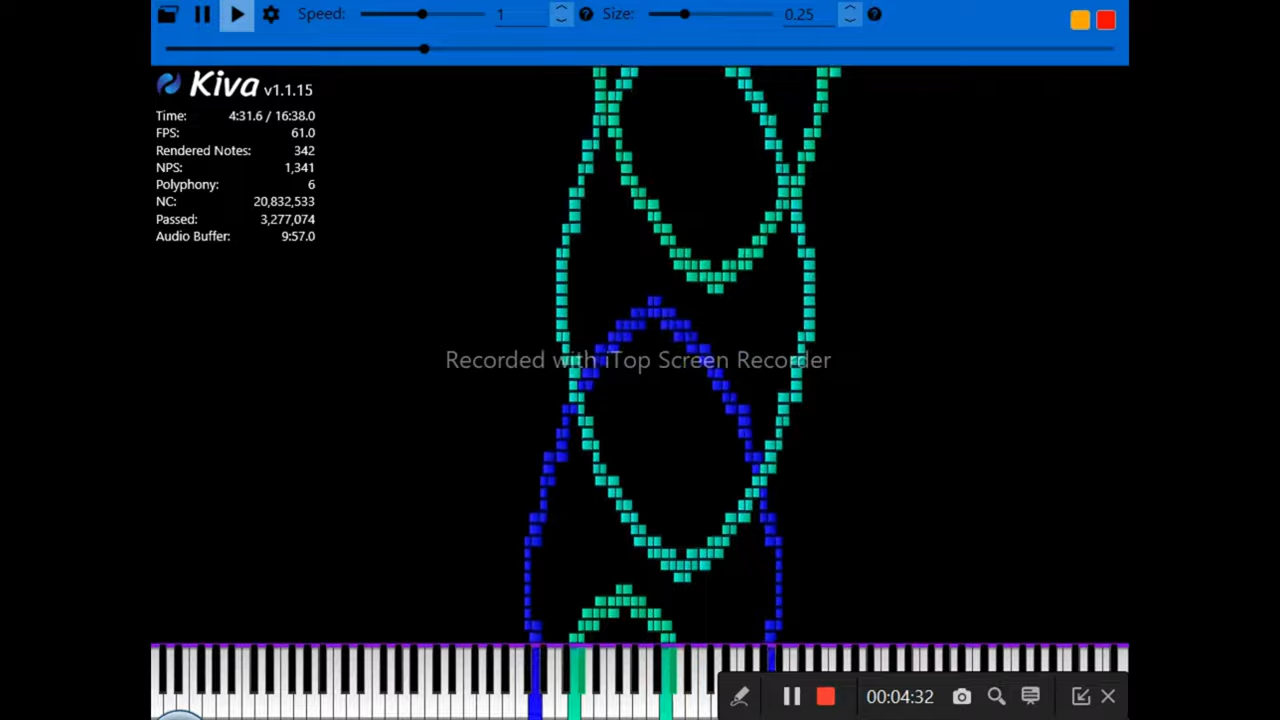 Speed: 1 Size: 0.25
Kiva v1.1.15
Time: 4:31.6 / 16:38.0
FPS: 61.0
Rendered Notes: 342
NPS: 1,341
Polyphony: 6
NC: 20,832,533
Passed: 3,277,074
Audio Buffer: 9:57.0
Recorded with iTop Screen Recorder
00:04:32